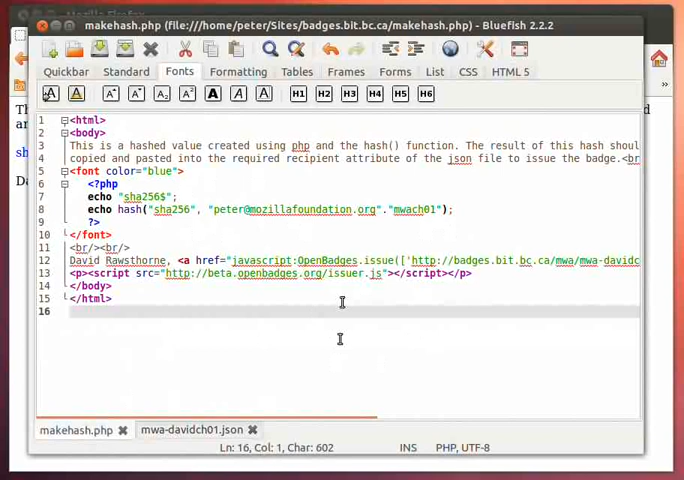 makehash.php (file:///home/peter/Sites/badges.bit.bc.ca/makehash.php) - Bluefish 2.2.2
Quickbar Standard Fonts Formatting Tables Frames Forms List CSS HTML 5
H1 H2 H3 H4 H5 H6
1 <html>
2 <body>
3 This is a hashed value created using php and the hash() function. The result of this hash shoul
4 copied and pasted into the required recipient attribute of the json file to issue the badge.<br
5 <font color="blue">
6 <?php
7 echo "sha256$";
8 echo hash("sha256", "peter@mozillafoundation.org"."mwach01");
9 ?>
10 </font>
11 <br/><br/>
12 David Rawsthorne, <a href="javascript:OpenBadges.issue(['http://badges.bit.bc.ca/mwa/mwa-davidc
13 <p><script src="http://beta.openbadges.org/issuer.js"></script></p>
14 </body>
15 </html>
16
makehash.php mwa-davidch01.json
Ln: 16, Col: 1, Char: 602 INS PHP, UTF-8